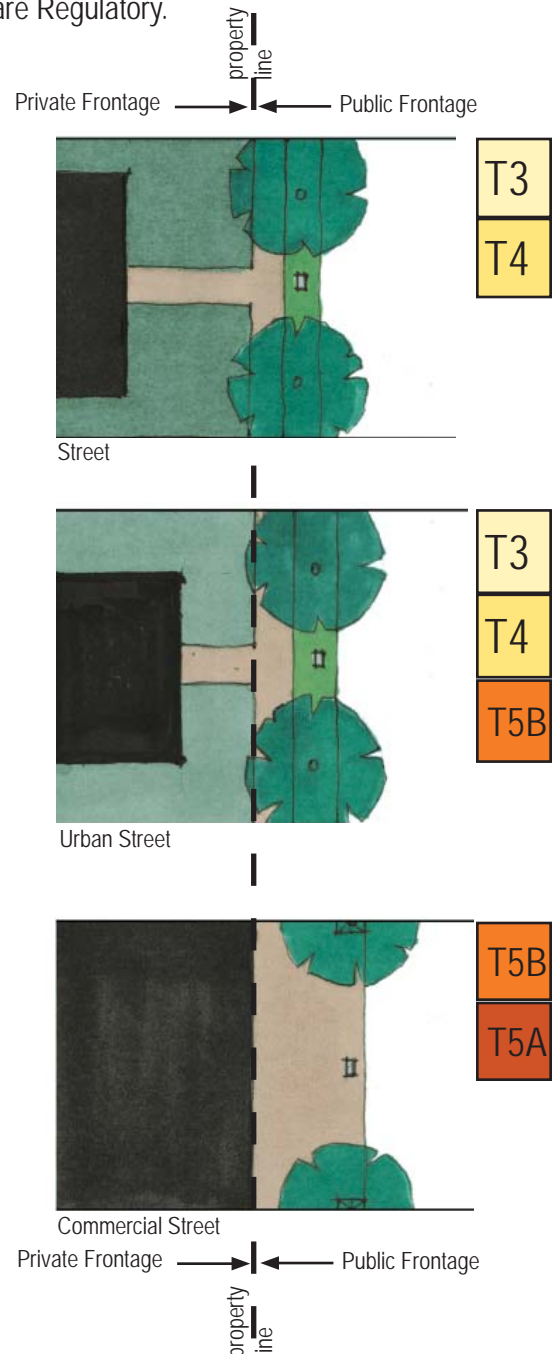 are Regulatory.
property
line
Private Frontage
Public Frontage
T3
T4
Street
T3
T4
T5B
Urban Street
T5B
T5A
Commercial Street
Private Frontage
Public Frontage
property
line